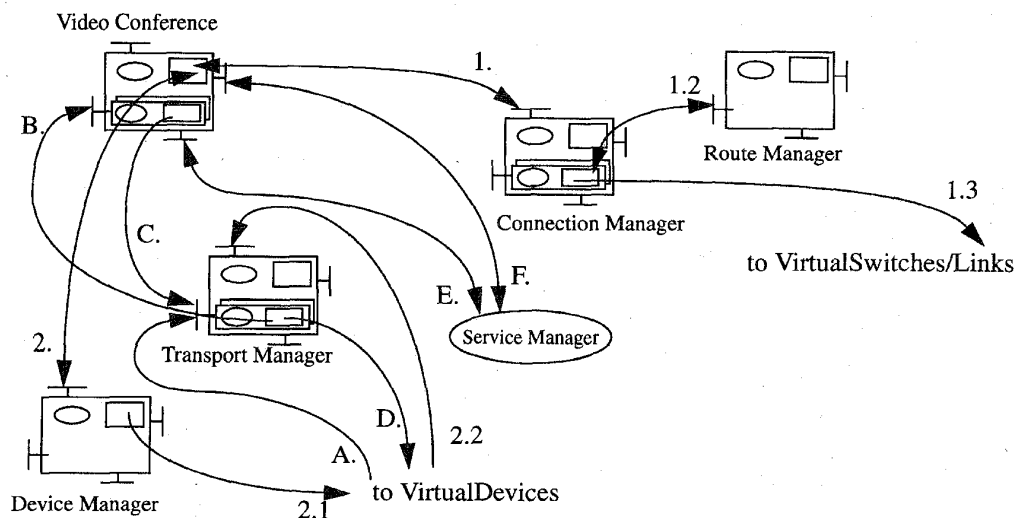 Video Conference
1.
1.2
B.
Route Manager
Connection Manager
1.3
C.
to VirtualSwitches/Links
E.
F.
Service Manager
2.
Transport Manager
D.
2.2
A.
to VirtualDevices
Device Manager
2.1